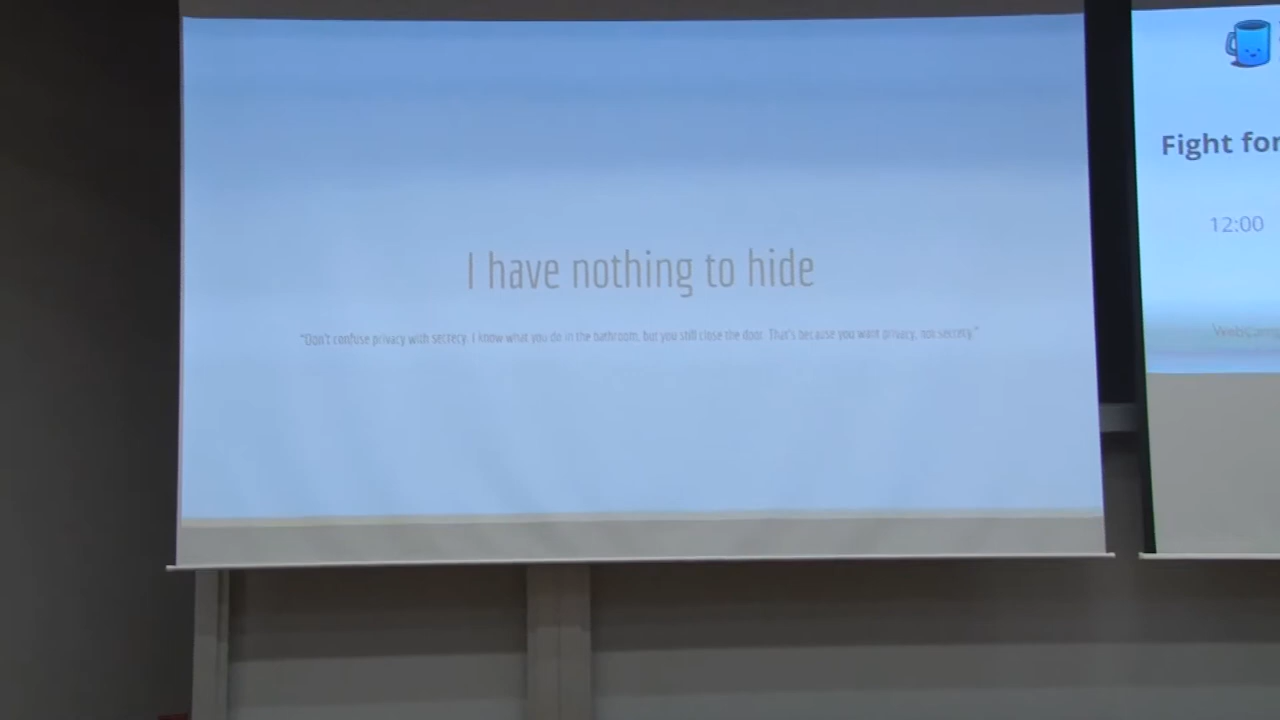 I have nothing to hide
"Don't confuse privacy with secrecy. I know what you do in the bathroom, but you still close the door. That's because you want privacy, not secrecy."
Fight for
12:00
WebCamp